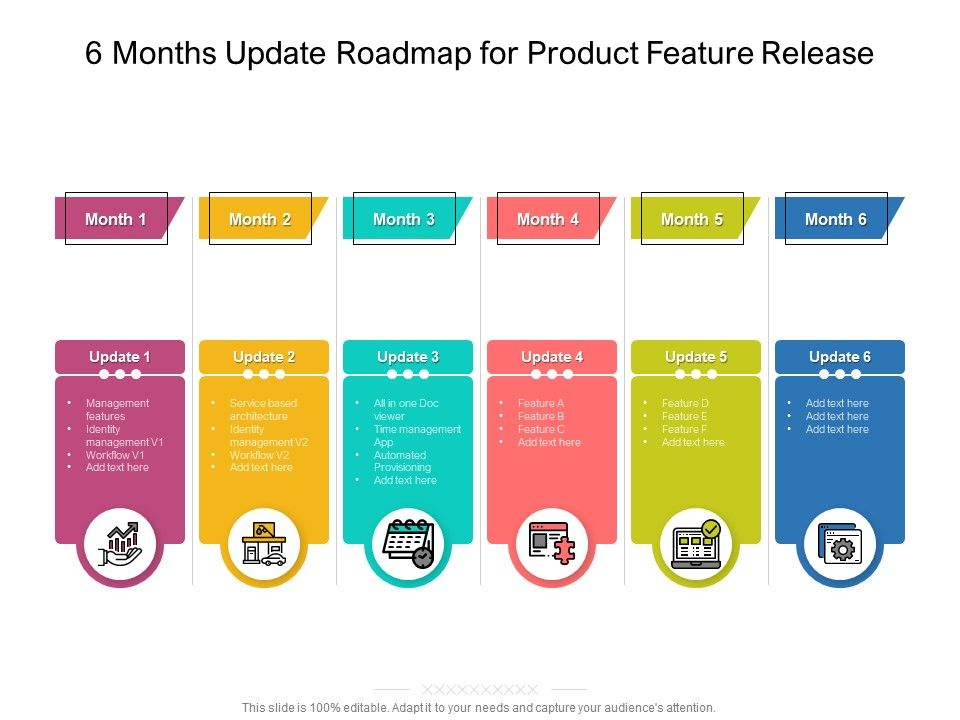 6 Months Update Roadmap for Product Feature Release
Month 1
Month 2
Month 3
Month 4
Month 5
Month 6
Update 1
• Management
features
• Identity
management V1
• Workflow V1
• Add text here
Update 2
• Service based
architecture
• Identity
management V2
• Workflow V2
• Add text here
Update 3
• All in one Doc
viewer
• Time management
App
• Automated
Provisioning
• Add text here
Update 4
• Feature A
• Feature B
• Feature C
• Add text here
Update 5
• Feature D
• Feature E
• Feature F
• Add text here
Update 6
• Add text here
• Add text here
• Add text here
This slide is 100% editable. Adapt it to your needs and capture your audience's attention.